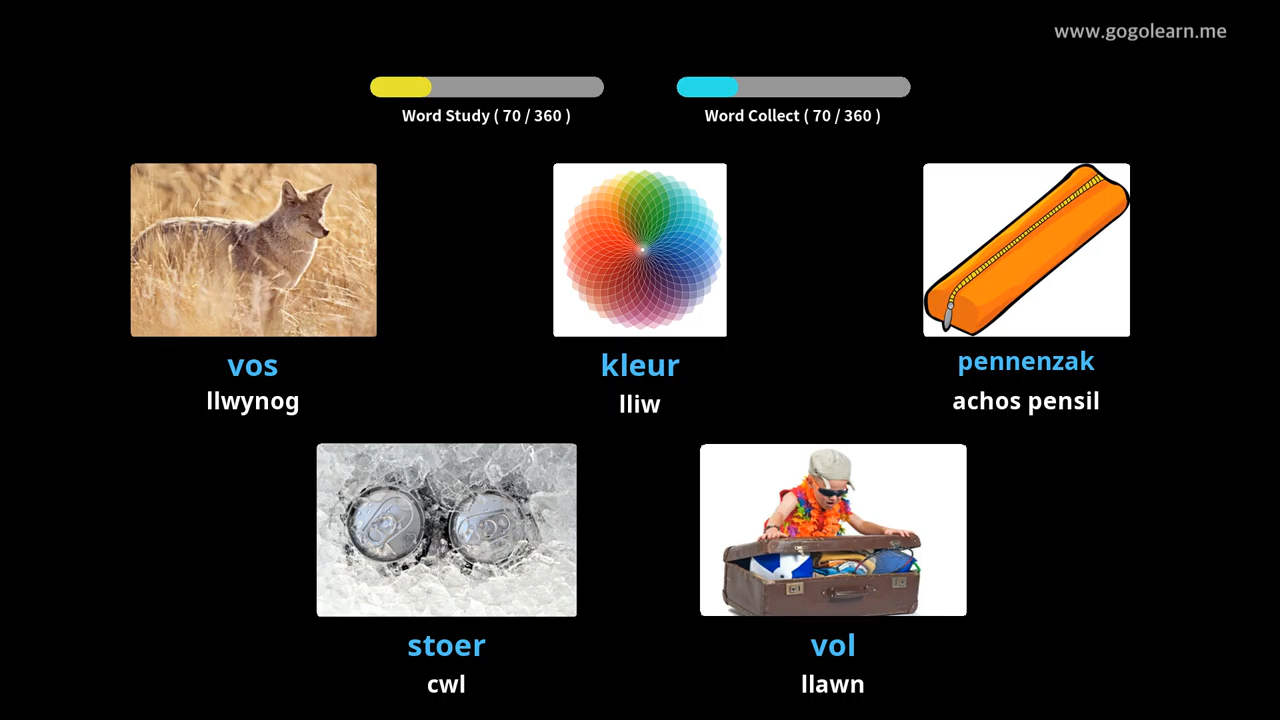 www.gogolearn.me
Word Study ( 70 / 360 )
Word Collect ( 70 / 360 )
vos
llwynog
kleur
lliw
pennenzak
achos pensil
stoer
cwl
vol
llawn